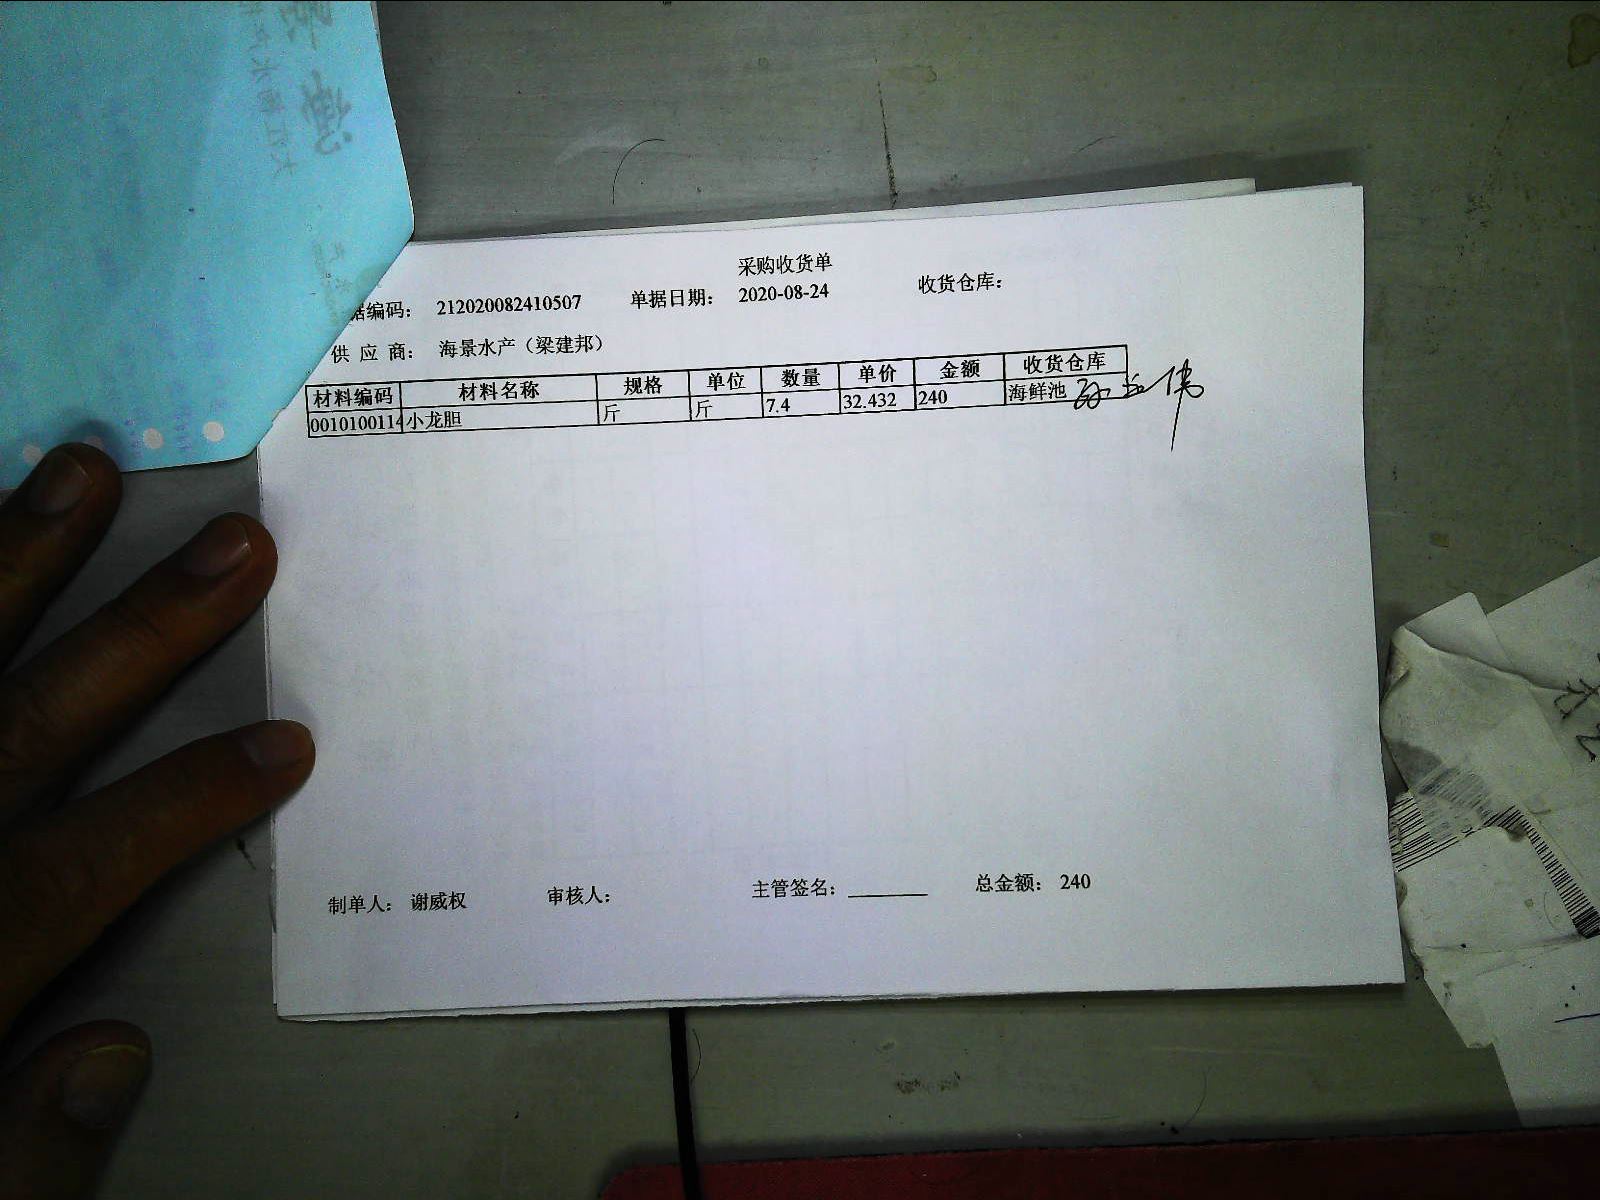 采购收货单
据编码： 212020082410507 单据日期： 2020-08-24 收货仓库：
供 应 商： 海景水产（梁建邦）
材料编码 材料名称 规格 单位 数量 单价 金额 收货仓库
0010100114 小龙胆 斤 斤 7.4 32.432 240 海鲜池
制单人： 谢威权 审核人： 主管签名： 总金额： 240